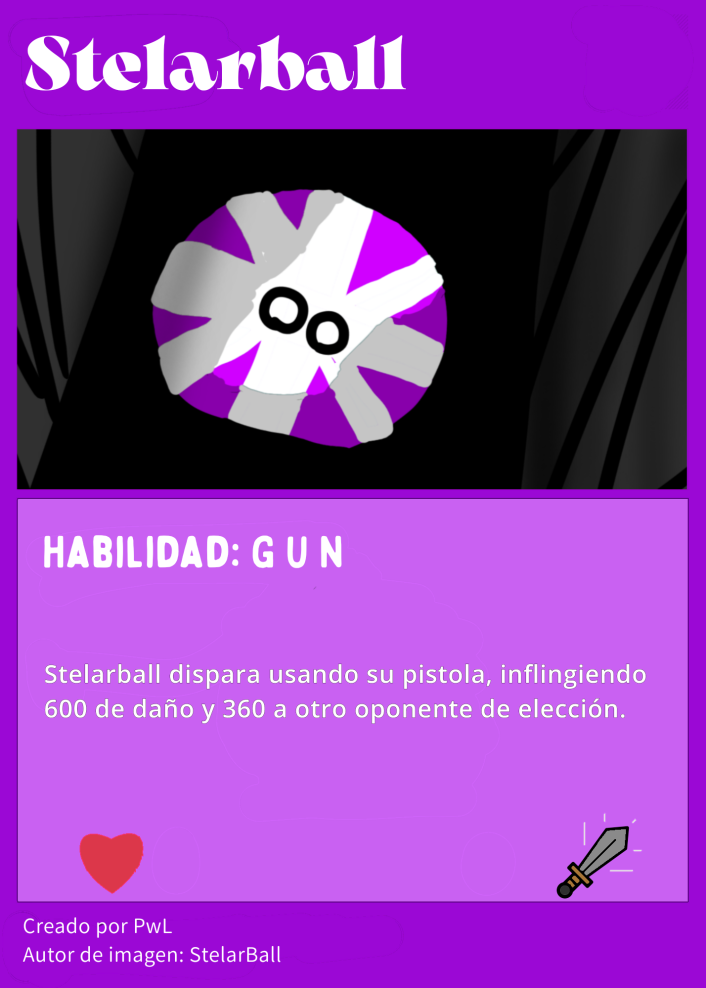 Stelarball
HABILIDAD: G U N
Stelarball dispara usando su pistola, inflingiendo
600 de daño y 360 a otro oponente de elección.
Creado por PwL
Autor de imagen: StelarBall